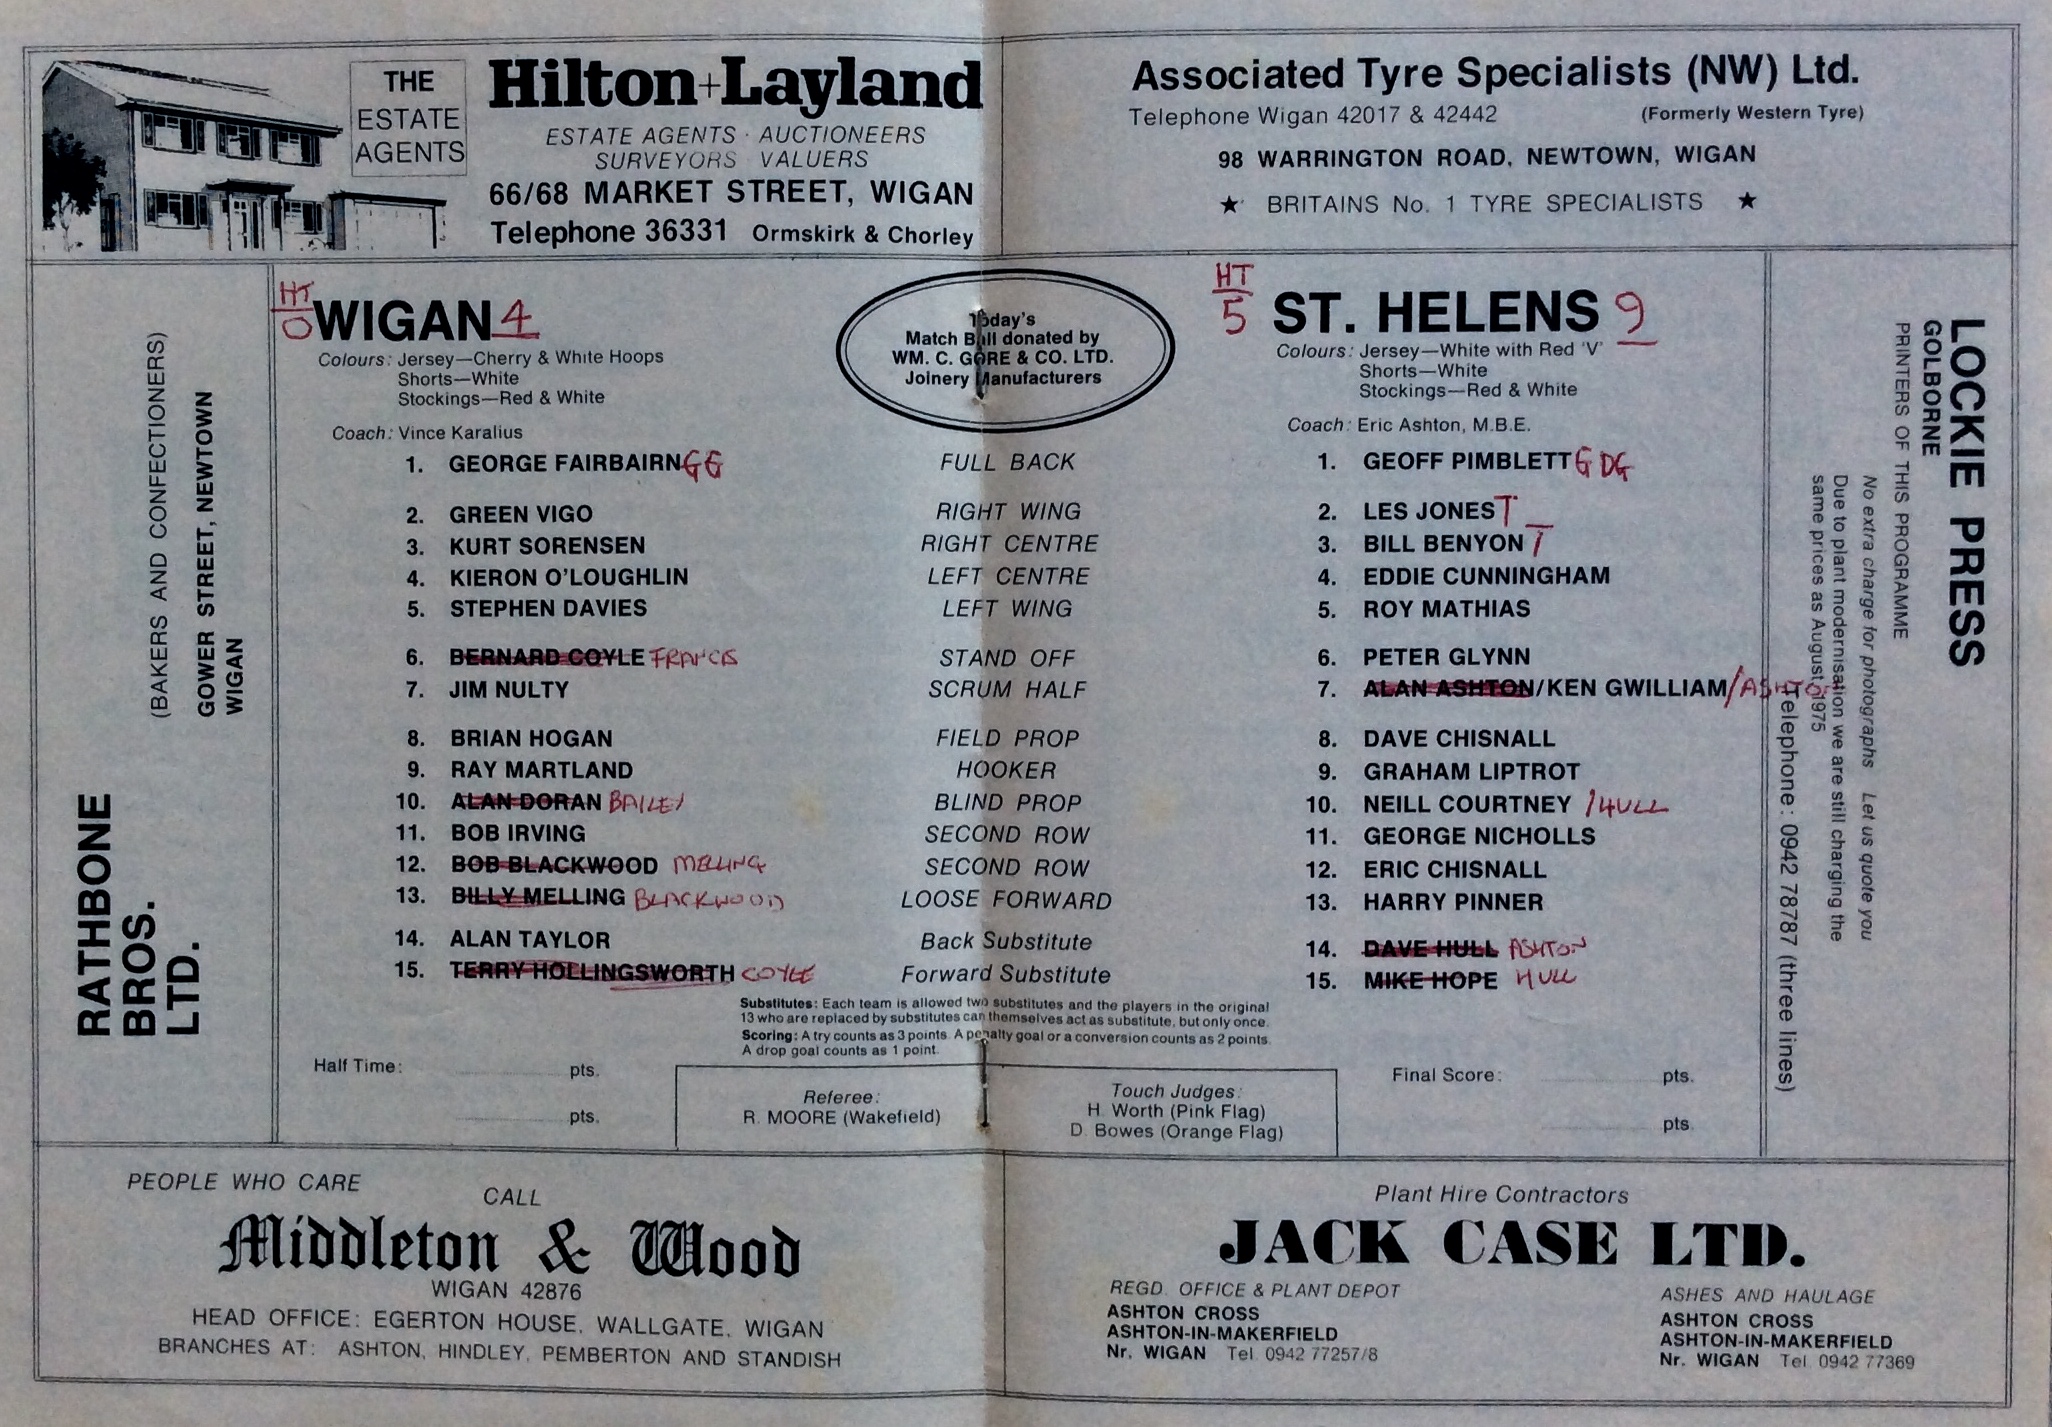 THE
ESTATE
AGENTS
Hilton+Layland
ESTATE AGENTS · AUCTIONEERS
SURVEYORS VALUERS
66/68 MARKET STREET, WIGAN
Telephone 36331 Ormskirk & Chorley
Associated Tyre Specialists (NW) Ltd.
Telephone Wigan 42017 & 42442 (Formerly Western Tyre)
98 WARRINGTON ROAD, NEWTOWN, WIGAN
★ BRITAINS No. 1 TYRE SPECIALISTS ★
RATHBONE
BROS.
LTD.
(BAKERS AND CONFECTIONERS)
GOWER STREET, NEWTOWN
WIGAN
HT
0
WIGAN 4
Colours: Jersey—Cherry & White Hoops
Shorts—White
Stockings—Red & White
Coach: Vince Karalius
Today's
Match Ball donated by
WM. C. GORE & CO. LTD.
Joinery Manufacturers
HT
5
ST. HELENS 9
Colours: Jersey—White with Red 'V'
Shorts—White
Stockings—Red & White
Coach: Eric Ashton, M.B.E.
1. GEORGE FAIRBAIRN GG FULL BACK 1. GEOFF PIMBLETT G DG
2. GREEN VIGO RIGHT WING 2. LES JONES T
3. KURT SORENSEN RIGHT CENTRE 3. BILL BENYON T
4. KIERON O'LOUGHLIN LEFT CENTRE 4. EDDIE CUNNINGHAM
5. STEPHEN DAVIES LEFT WING 5. ROY MATHIAS
6. BERNARD COYLE FRANCIS STAND OFF 6. PETER GLYNN
7. JIM NULTY SCRUM HALF 7. ALAN ASHTON/KEN GWILLIAM /ASHTON
8. BRIAN HOGAN FIELD PROP 8. DAVE CHISNALL
9. RAY MARTLAND HOOKER 9. GRAHAM LIPTROT
10. ALAN DORAN BAILEY BLIND PROP 10. NEILL COURTNEY /HULL
11. BOB IRVING SECOND ROW 11. GEORGE NICHOLLS
12. BOB BLACKWOOD MELLING SECOND ROW 12. ERIC CHISNALL
13. BILLY MELLING BLACKWOOD LOOSE FORWARD 13. HARRY PINNER
14. ALAN TAYLOR Back Substitute 14. DAVE HULL ASHTON
15. TERRY HOLLINGSWORTH COYLE Forward Substitute 15. MIKE HOPE HULL
Substitutes: Each team is allowed two substitutes and the players in the original
13 who are replaced by substitutes can themselves act as substitute, but only once.
Scoring: A try counts as 3 points. A penalty goal or a conversion counts as 2 points.
A drop goal counts as 1 point.
Half Time: pts.
pts.
Referee:
R. MOORE (Wakefield)
Touch Judges:
H. Worth (Pink Flag)
D. Bowes (Orange Flag)
Final Score: pts.
pts.
LOCKIE PRESS
GOLBORNE
PRINTERS OF THIS PROGRAMME
No extra charge for photographs Let us quote you
Due to plant modernisation we are still charging the
same prices as August 1975
Telephone: 0942 78787 (three lines)
PEOPLE WHO CARE
CALL
Middleton & Wood
WIGAN 42876
HEAD OFFICE: EGERTON HOUSE, WALLGATE, WIGAN
BRANCHES AT: ASHTON, HINDLEY, PEMBERTON AND STANDISH
Plant Hire Contractors
JACK CASE LTD.
REGD. OFFICE & PLANT DEPOT
ASHTON CROSS
ASHTON-IN-MAKERFIELD
Nr. WIGAN Tel. 0942 77257/8
ASHES AND HAULAGE
ASHTON CROSS
ASHTON-IN-MAKERFIELD
Nr. WIGAN Tel. 0942 77369